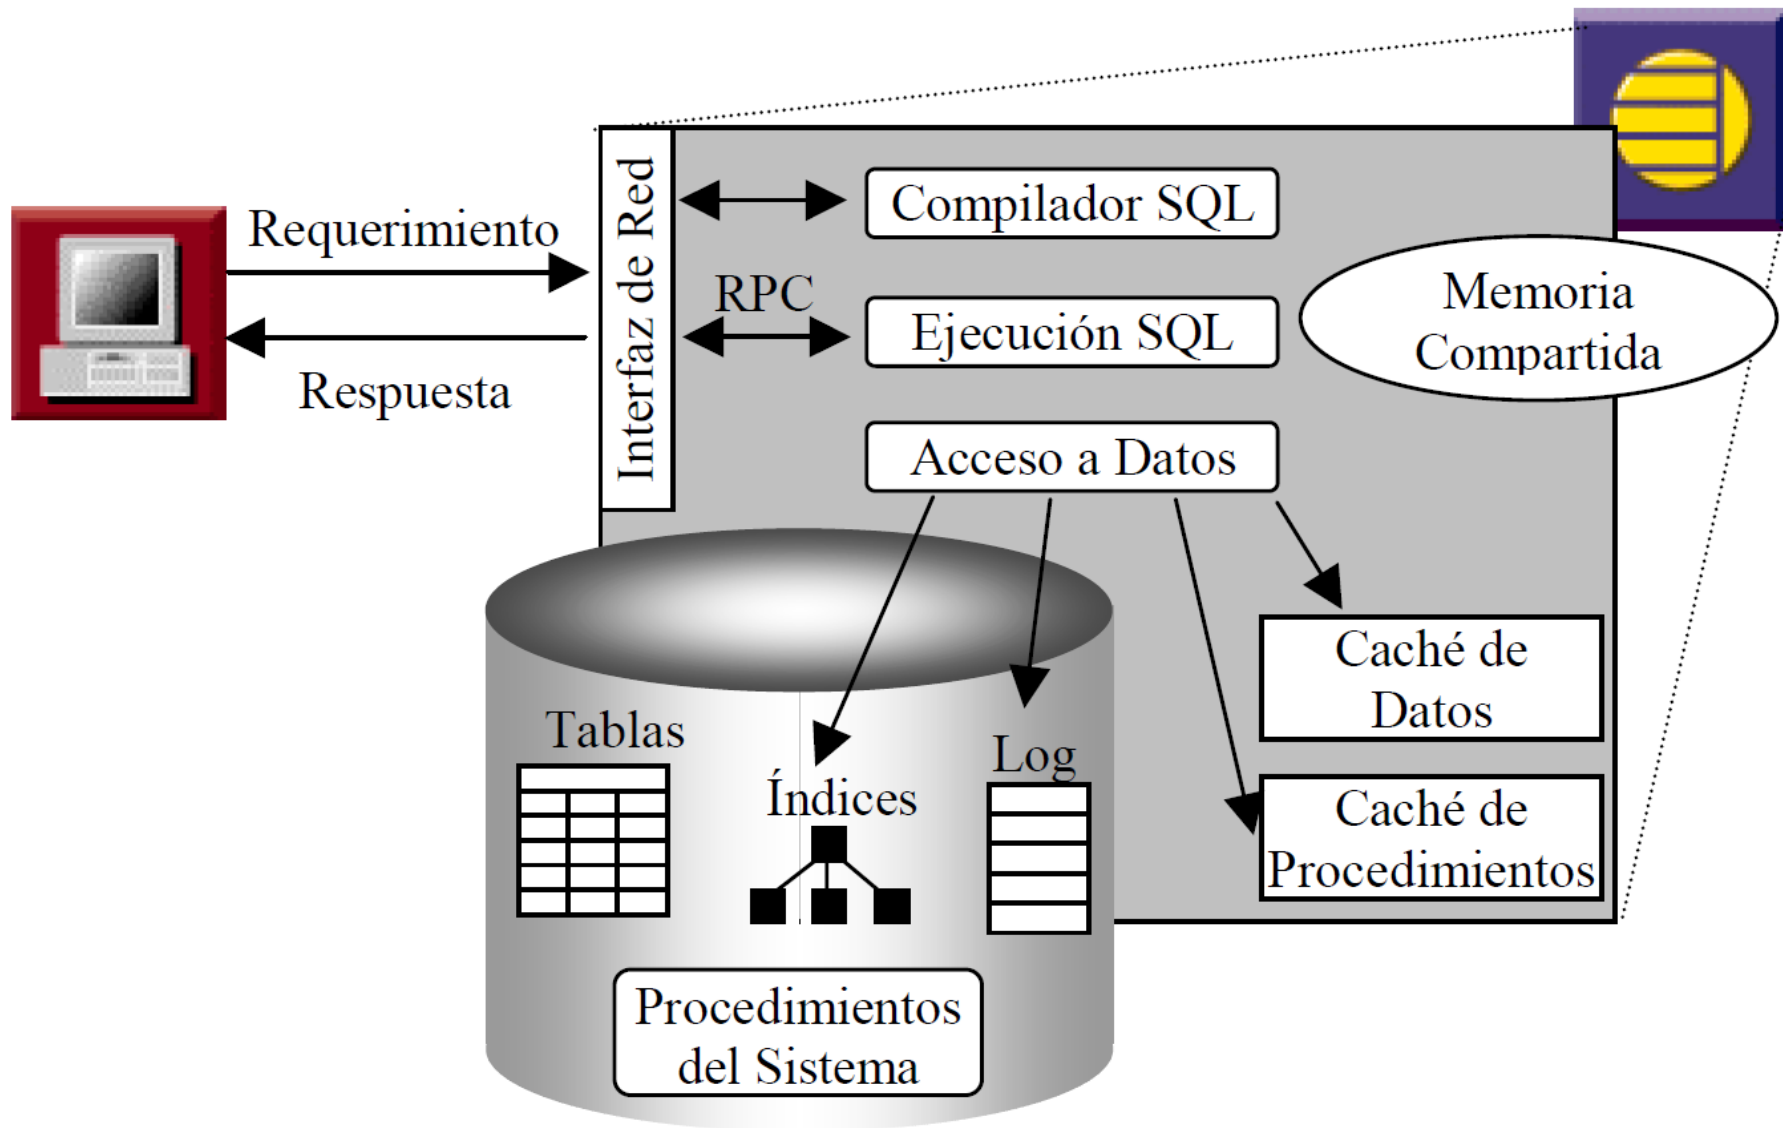 Requerimiento
Respuesta
Interfaz de Red
Compilador SQL
RPC
Ejecución SQL
Memoria
Compartida
Acceso a Datos
Caché de
Datos
Caché de
Procedimientos
Tablas
Índices
Log
Procedimientos
del Sistema